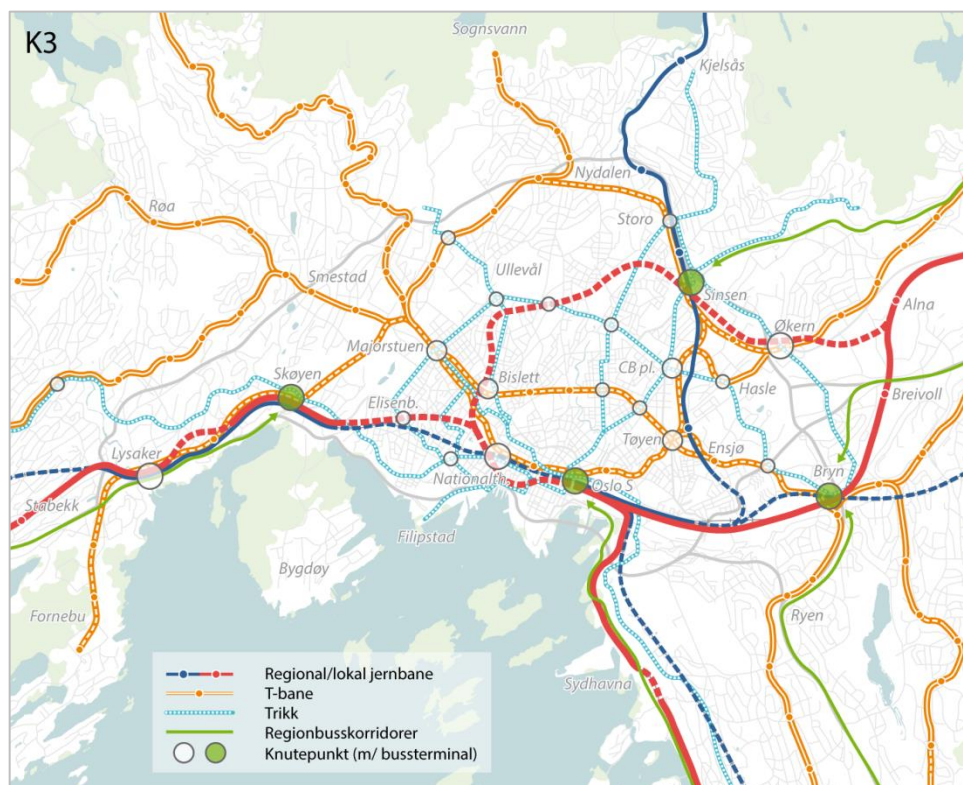 K3
Sognsvann
Kjelsås
Nydalen
Røa
Storo
Smestad
Ullevål
Sinsen
Alna
Økern
Majorstuen
Skøyen
CB pl.
Bislett
Hasle
Breivoll
Elisenb.
Lysaker
Tøyen
Ensjø
Bryn
Nationalth.
Oslo S
Stabekk
Filipstad
Bygdøy
Fornebu
Ryen
Sydhavna
Regional/lokal jernbane
T-bane
Trikk
Regionbusskorridorer
Knutepunkt (m/ bussterminal)